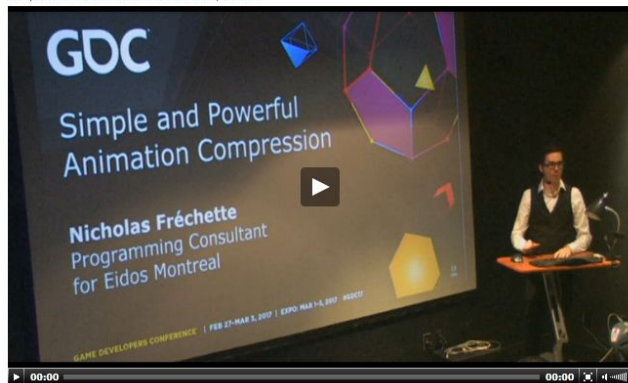 GDC
Simple and Powerful
Animation Compression
Nicholas Fréchette
Programming Consultant
for Eidos Montreal
GAME DEVELOPERS CONFERENCE | FEB 27-MAR 3, 2017 | EXPO: MAR 1-3, 2017 #GDC17
00:00
00:00